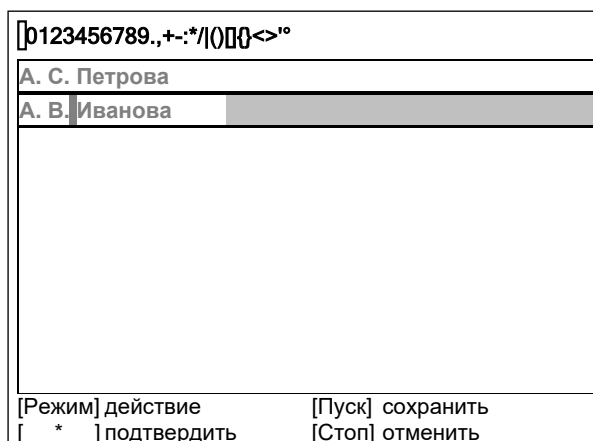 0123456789.,+-:*/|()[]{}<>'°
А. С. Петрова
А. В. Иванова
[Режим] действие [Пуск] сохранить
[ * ] подтвердить [Стоп] отменить